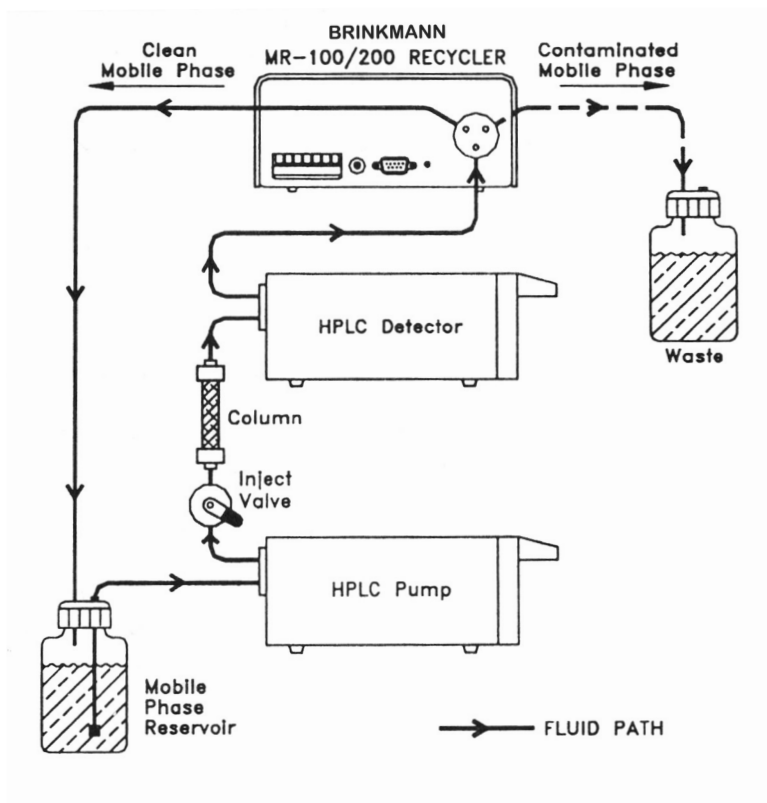 BRINKMANN
MR-100/200 RECYCLER
Clean
Mobile Phase
Contaminated
Mobile Phase
HPLC Detector
Waste
Column
Inject
Valve
HPLC Pump
Mobile
Phase
Reservoir
FLUID PATH